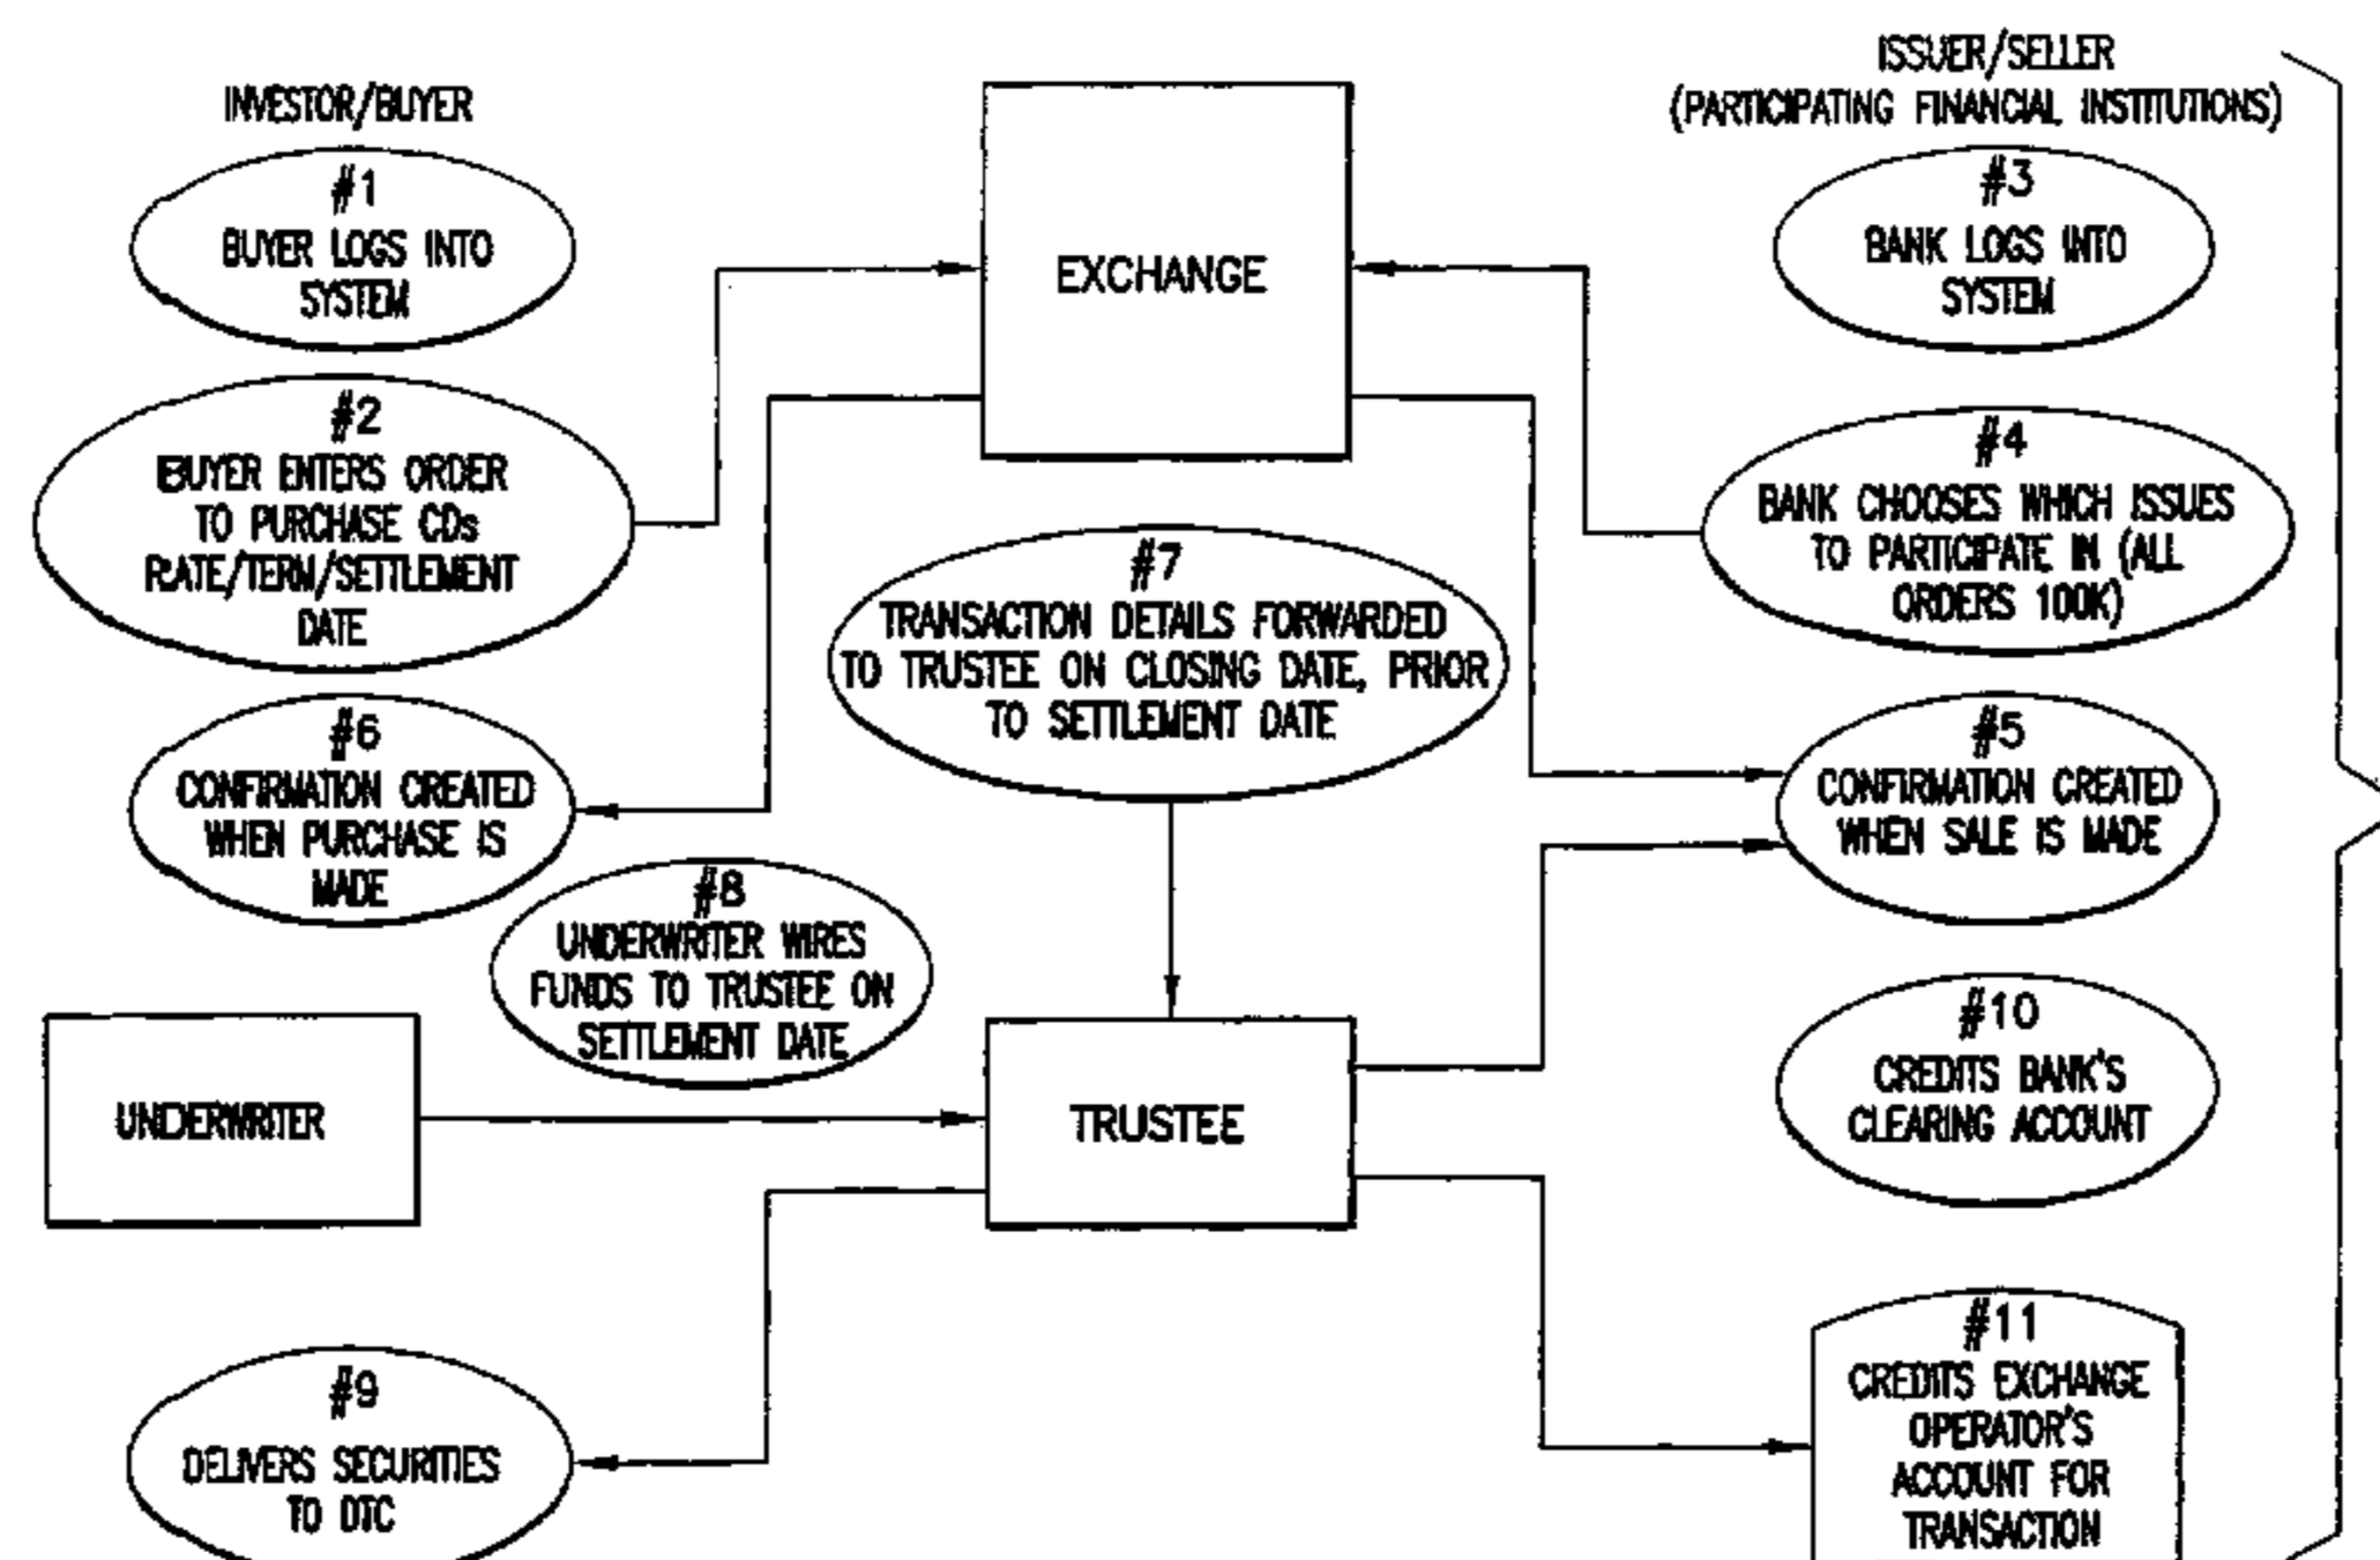 INVESTOR/BUYER
#1
BUYER LOGS INTO
SYSTEM
#2
BUYER ENTERS ORDER
TO PURCHASE CDs
RATE/TERM/SETTLEMENT
DATE
#6
CONFIRMATION CREATED
WHEN PURCHASE IS
MADE
EXCHANGE
#7
TRANSACTION DETAILS FORWARDED
TO TRUSTEE ON CLOSING DATE, PRIOR
TO SETTLEMENT DATE
ISSUER/SELLER
(PARTICIPATING FINANCIAL INSTITUTIONS)
#3
BANK LOGS INTO
SYSTEM
#4
BANK CHOOSES WHICH ISSUES
TO PARTICIPATE IN (ALL
ORDERS 100K)
#5
CONFIRMATION CREATED
WHEN SALE IS MADE
#8
UNDERWRITER WIRES
FUNDS TO TRUSTEE ON
SETTLEMENT DATE
UNDERWRITER
TRUSTEE
#10
CREDITS BANK'S
CLEARING ACCOUNT
#9
DELIVERS SECURITIES
TO DTC
#11
CREDITS EXCHANGE
OPERATOR'S
ACCOUNT FOR
TRANSACTION